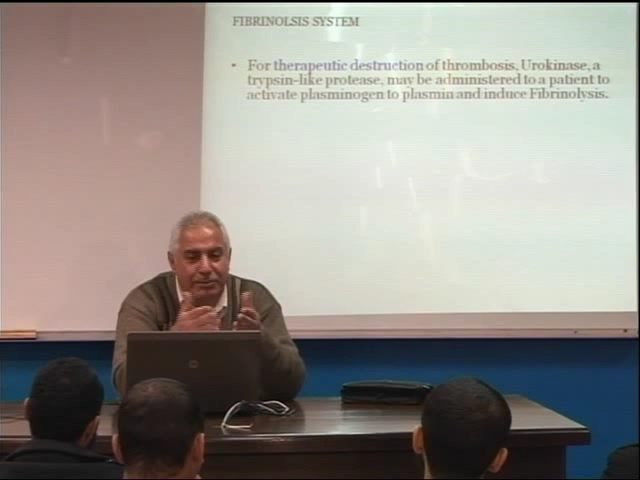 FIBRINOLSIS SYSTEM
• For therapeutic destruction of thrombosis, Urokinase, a
trypsin-like protease, may be administered to a patient to
activate plasminogen to plasmin and induce Fibrinolysis.